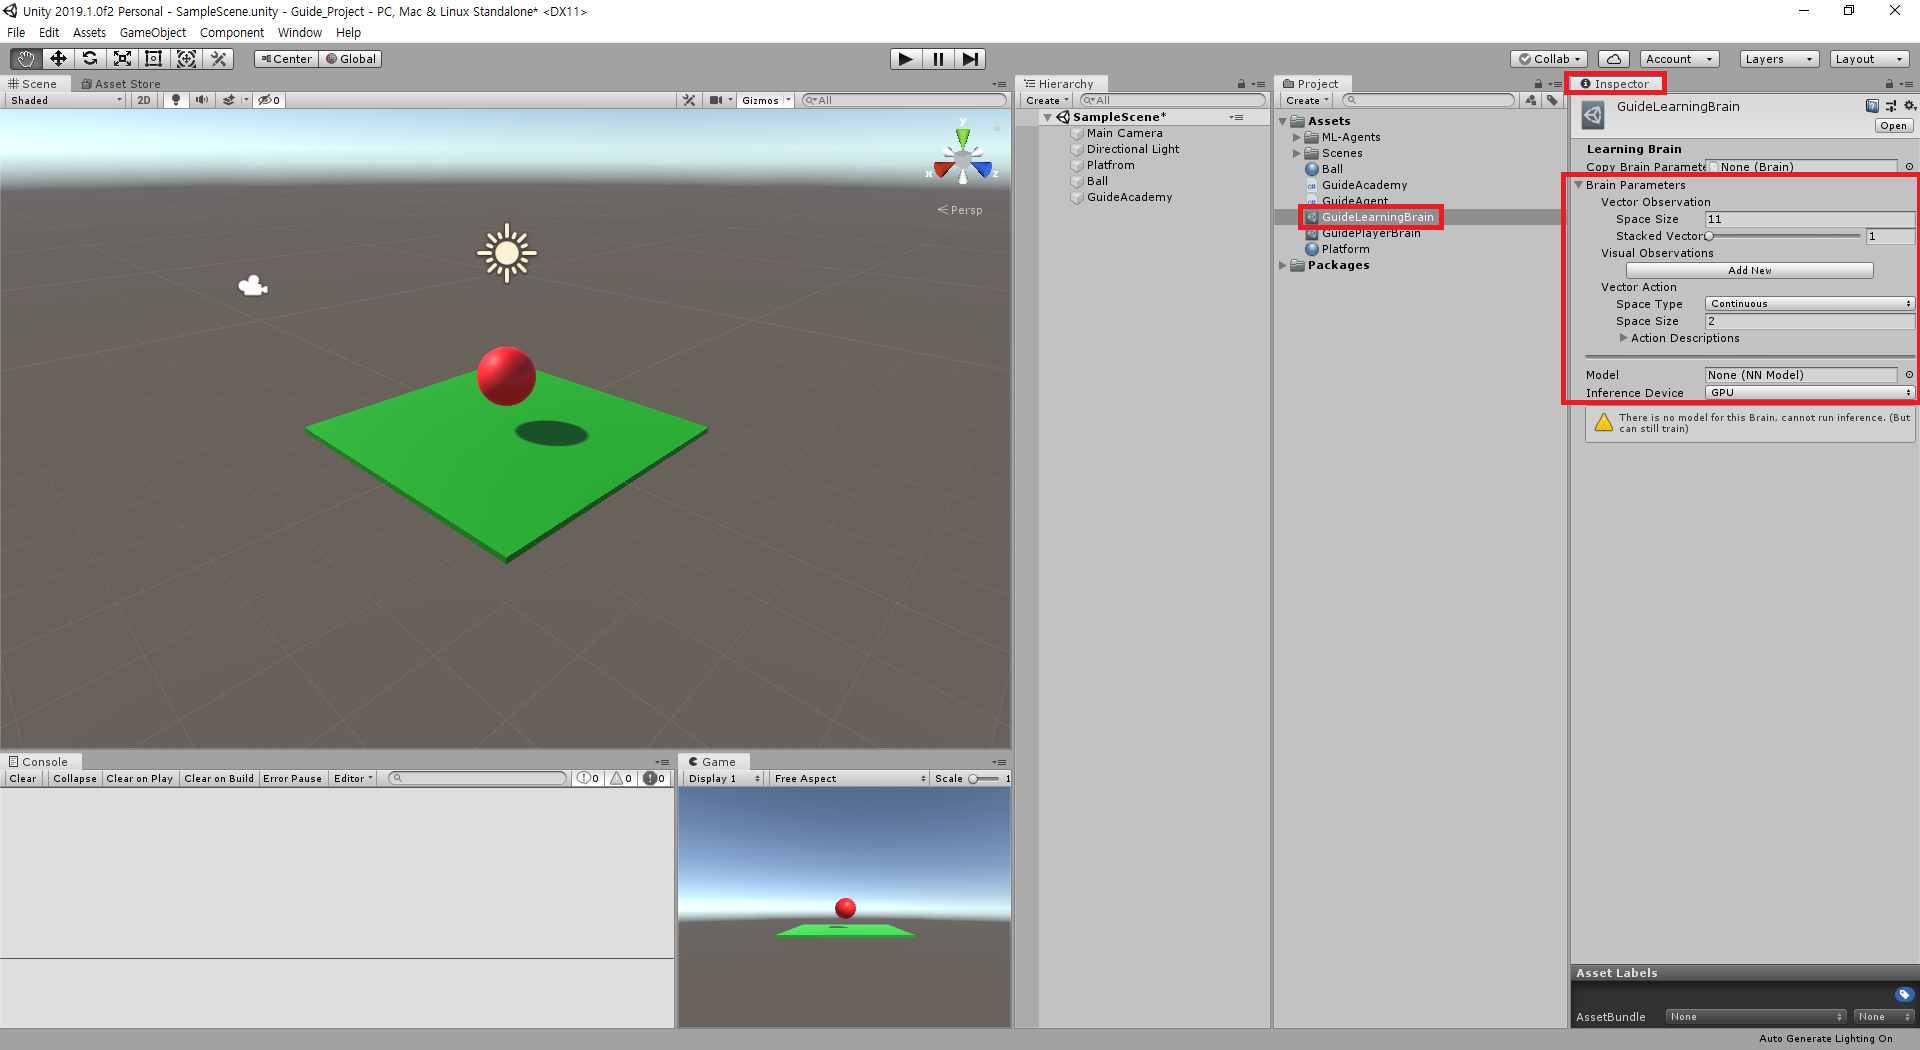 Unity 2019.1.0f2 Personal - SampleScene.unity - Guide_Project - PC, Mac & Linux Standalone* <DX11>
File Edit Assets GameObject Component Window Help
Center Global
Collab Account Layers Layout
Scene Asset Store
Shaded 2D 0 Gizmos All
y
x z
Persp
Hierarchy
Create All
SampleScene*
Main Camera
Directional Light
Platfrom
Ball
GuideAcademy
Project
Create
Assets
ML-Agents
Scenes
Ball
GuideAcademy
GuideAgent
GuideLearningBrain
GuidePlayerBrain
Platform
Packages
Inspector
GuideLearningBrain
Open
Learning Brain
Copy Brain Paramete None (Brain)
Brain Parameters
Vector Observation
Space Size 11
Stacked Vector 1
Visual Observations
Add New
Vector Action
Space Type Continuous
Space Size 2
Action Descriptions
Model None (NN Model)
Inference Device GPU
There is no model for this Brain, cannot run inference. (But
can still train)
Console
Clear Collapse Clear on Play Clear on Build Error Pause Editor 0 0 0
Game
Display 1 Free Aspect Scale 1
Asset Labels
AssetBundle None None
Auto Generate Lighting On